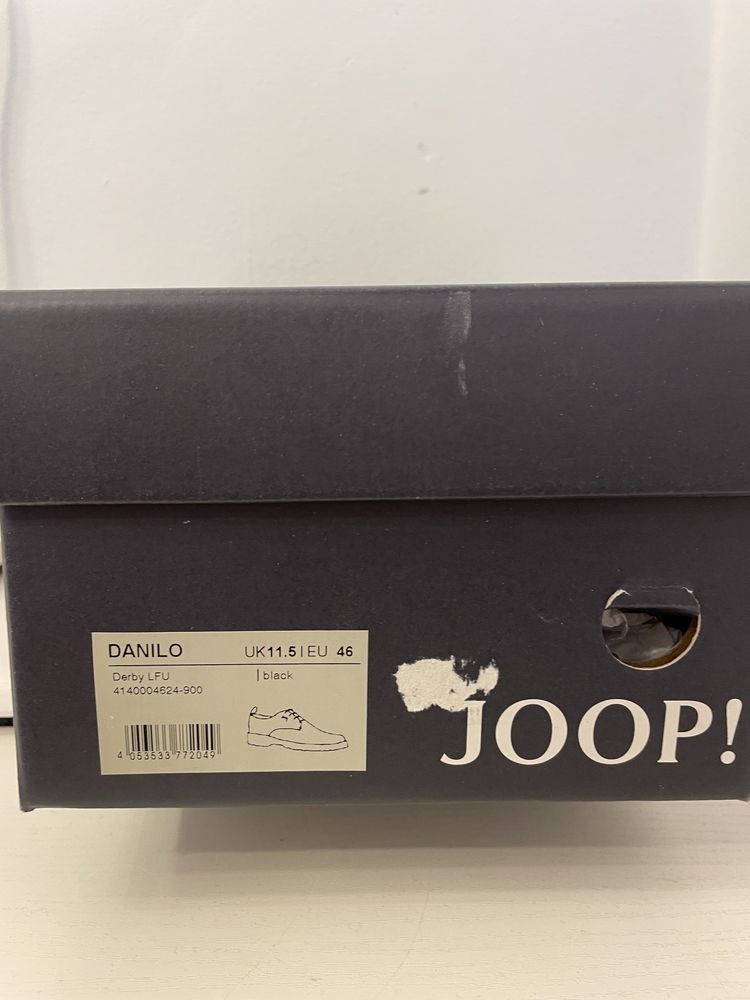 DANILO UK11.5 | EU 46
Derby LFU | black
4140004624-900
4 053533 772049
JOOP!